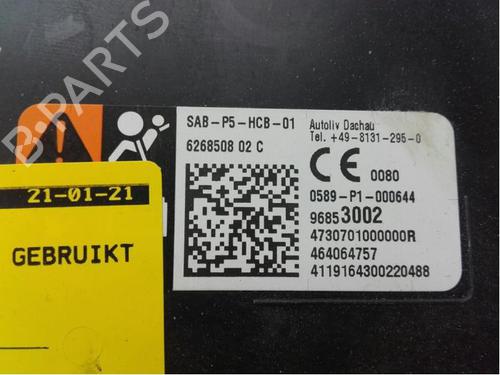 B-PARTS
SAB-P5-HCB-01
6268508 02 C
Autoliv Dachau
Tel. +49-8131-295-0
CE 0080
0589-P1-000644
96853002
4730701000000R
464064757
4119164300220488
21-01-21
GEBRUIKT